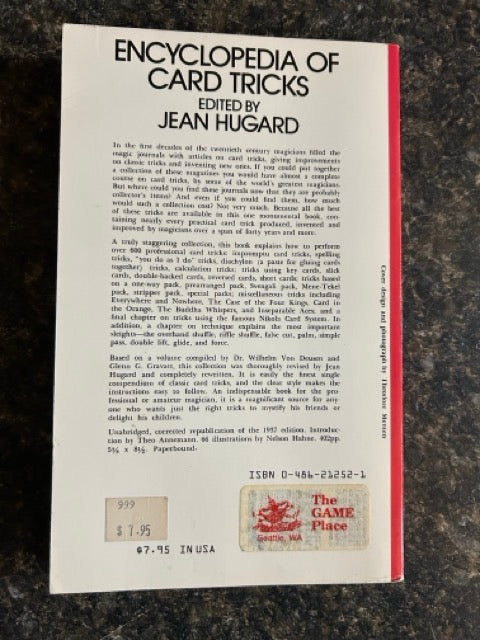 ENCYCLOPEDIA OF
CARD TRICKS
EDITED BY
JEAN HUGARD
In the first decades of the twentieth century magicians filled the
magic journals with articles on card tricks, giving improvements
on classic tricks and inventing new ones. If you could put together
a collection of these magazines you would have almost a complete
course on card tricks, by some of the world's greatest magicians.
But where could you find these journals now that they are probably
collector's items? And even if you could find them, how much
would such a collection cost? Not very much. Because all the best
of these tricks are available in this one monumental book, con-
taining nearly every practical card trick produced, invented and
improved by magicians over a span of forty years and more.
A truly staggering collection, this book explains how to perform
over 600 professional card tricks: impromptu card tricks, spelling
tricks, "you do as I do" tricks, diachylon (a paste for gluing cards
together) tricks, calculation tricks; tricks using key cards, slick
cards, double-backed cards, reversed cards, short cards; tricks based
on a one-way pack, prearranged pack, Svengali pack, Mene-Tekel
pack, stripper pack, special packs; miscellaneous tricks including
Everywhere and Nowhere, The Case of the Four Kings, Card in
the Orange, The Buddha Whispers, and Inseparable Aces; and a
final chapter on tricks using the famous Nikola Card System. In
addition, a chapter on technique explains the most important
sleights—the overhand shuffle, riffle shuffle, false cut, palm, simple
pass, double lift, glide, and force.
Based on a volume compiled by Dr. Wilhelm Von Deusen and
Glenn G. Gravatt, this collection was thoroughly revised by Jean
Hugard and completely rewritten. It is easily the finest single
compendium of classic card tricks, and the clear style makes the
instructions easy to follow. An indispensable book for the pro-
fessional or amateur magician, it is a magnificent source for any
one who wants just the right tricks to mystify his friends or
delight his children.
Unabridged, corrected republication of the 1937 edition. Introduc-
tion by Theo Annemann. 66 illustrations by Nelson Hahne. 402pp.
5⅜ x 8½. Paperbound.
Cover design and photograph by Theodore Menten
ISBN 0-486-21252-1
999
$ 7.95
The
GAME
Place
Seattle, WA
$7.95 IN USA